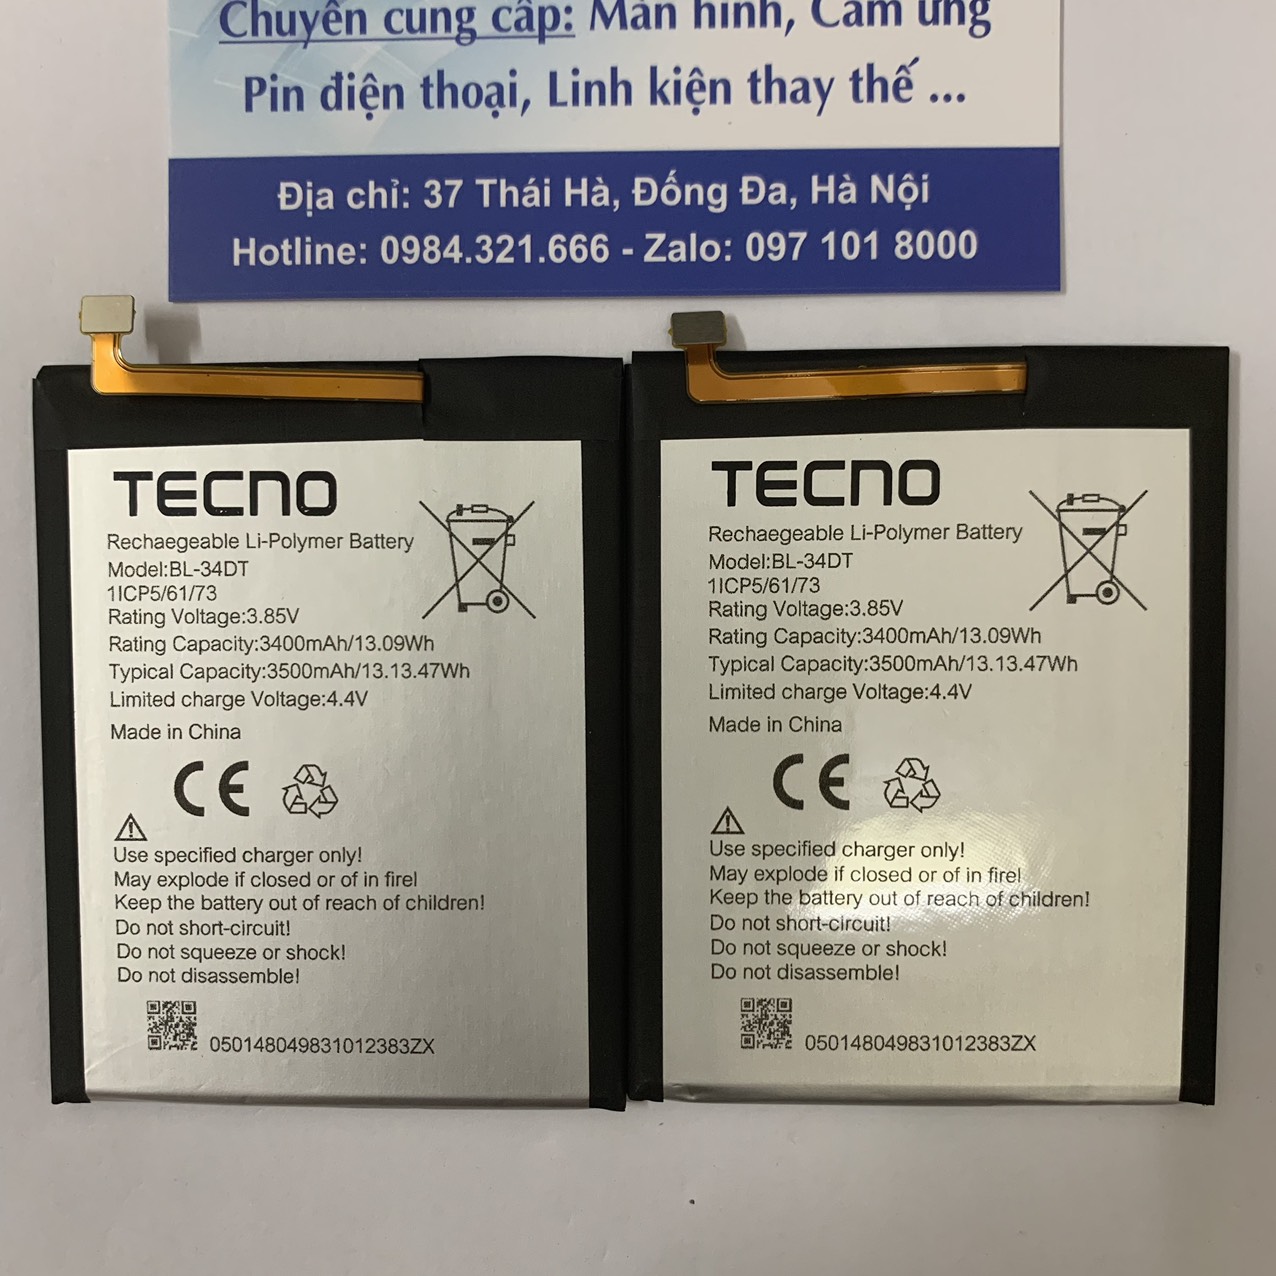 Chuyên cung cấp: Màn hình, Cảm ứng
Pin điện thoại, Linh kiện thay thế ...
Địa chỉ: 37 Thái Hà, Đống Đa, Hà Nội
Hotline: 0984.321.666 - Zalo: 097 101 8000
TECNO
Rechaegeable Li-Polymer Battery
Model:BL-34DT
1ICP5/61/73
Rating Voltage:3.85V
Rating Capacity:3400mAh/13.09Wh
Typical Capacity:3500mAh/13.13.47Wh
Limited charge Voltage:4.4V
Made in China
CE
Use specified charger only!
May explode if closed or of in firel
Keep the battery out of reach of children!
Do not short-circuit!
Do not squeeze or shock!
Do not disassemble!
050148049831012383ZX
TECNO
Rechaegeable Li-Polymer Battery
Model:BL-34DT
1ICP5/61/73
Rating Voltage:3.85V
Rating Capacity:3400mAh/13.09Wh
Typical Capacity:3500mAh/13.13.47Wh
Limited charge Voltage:4.4V
Made in China
CE
Use specified charger only!
May explode if closed or of in firel
Keep the battery out of reach of children!
Do not short-circuit!
Do not squeeze or shock!
Do not disassemble!
050148049831012383ZX